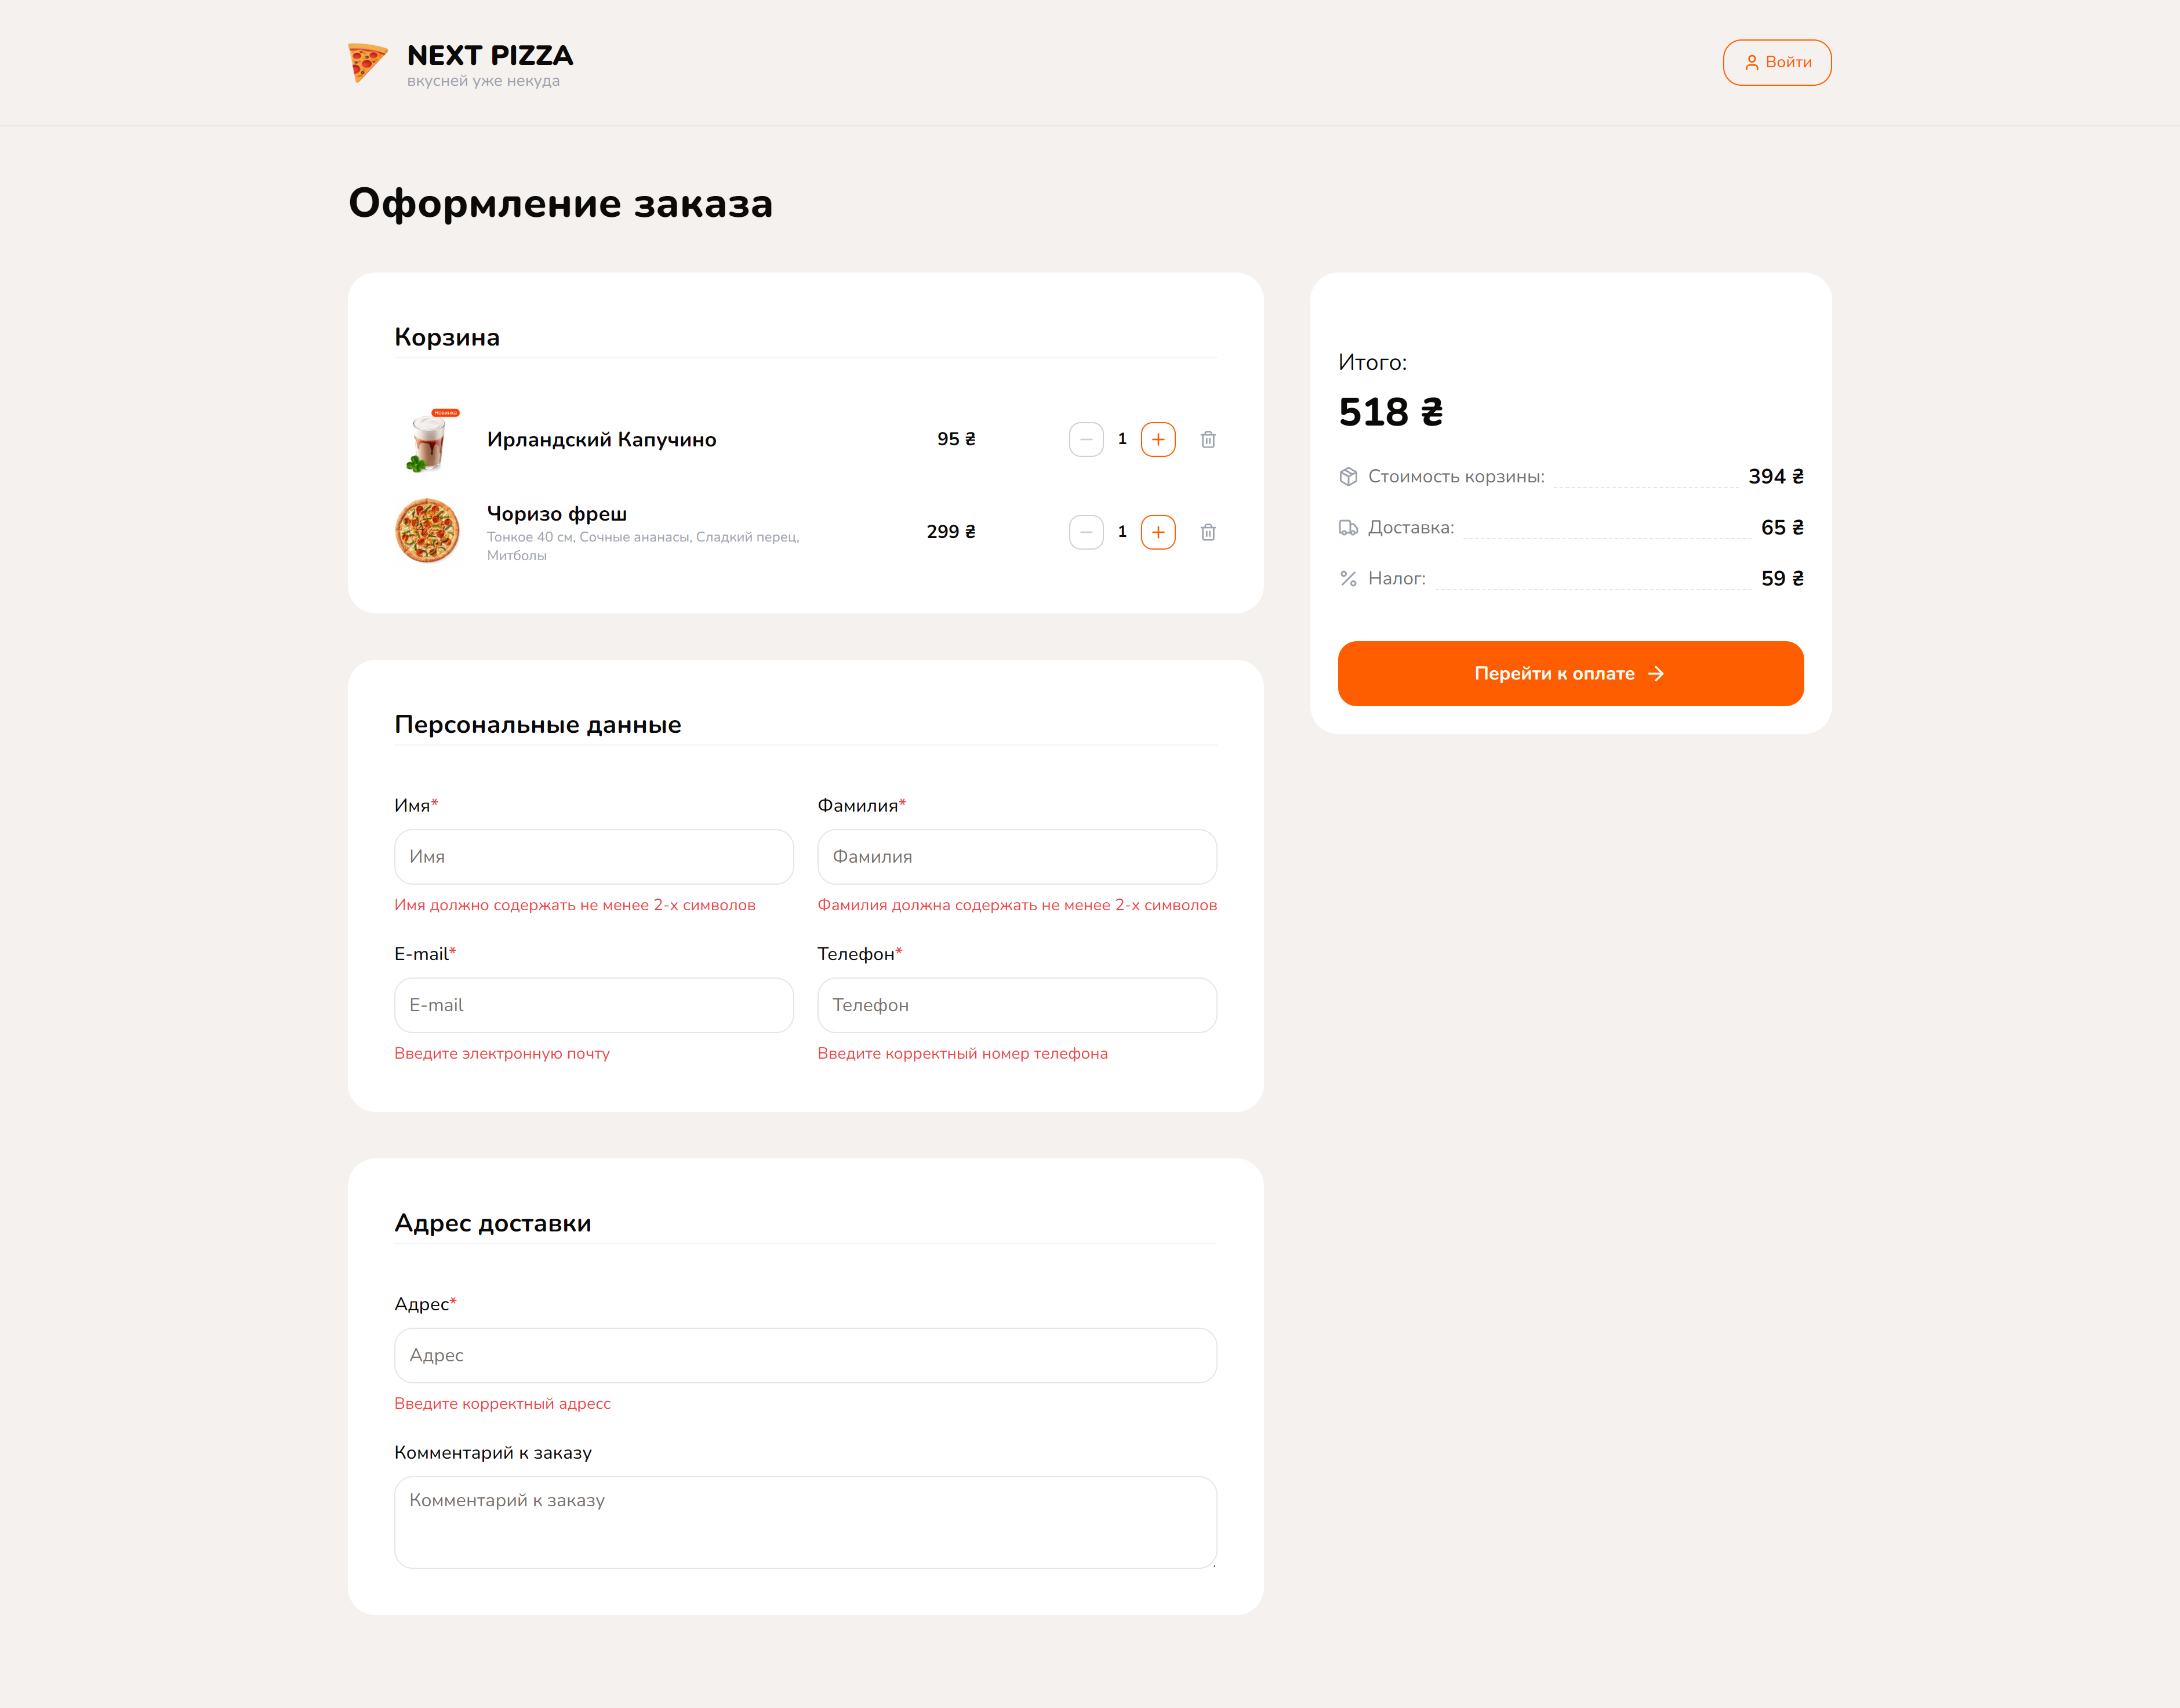 NEXT PIZZA
вкусней уже некуда
Войти
Оформление заказа
Корзина
Новинка
Ирландский Капучино
95 ₴
1
Чоризо фреш
Тонкое 40 см, Сочные ананасы, Сладкий перец,
Митболы
299 ₴
1
Итого:
518 ₴
Стоимость корзины:
394 ₴
Доставка:
65 ₴
Налог:
59 ₴
Перейти к оплате
Персональные данные
Имя*
Фамилия*
Имя
Фамилия
Имя должно содержать не менее 2-х символов
Фамилия должна содержать не менее 2-х символов
E-mail*
Телефон*
E-mail
Телефон
Введите электронную почту
Введите корректный номер телефона
Адрес доставки
Адрес*
Адрес
Введите корректный адресс
Комментарий к заказу
Комментарий к заказу